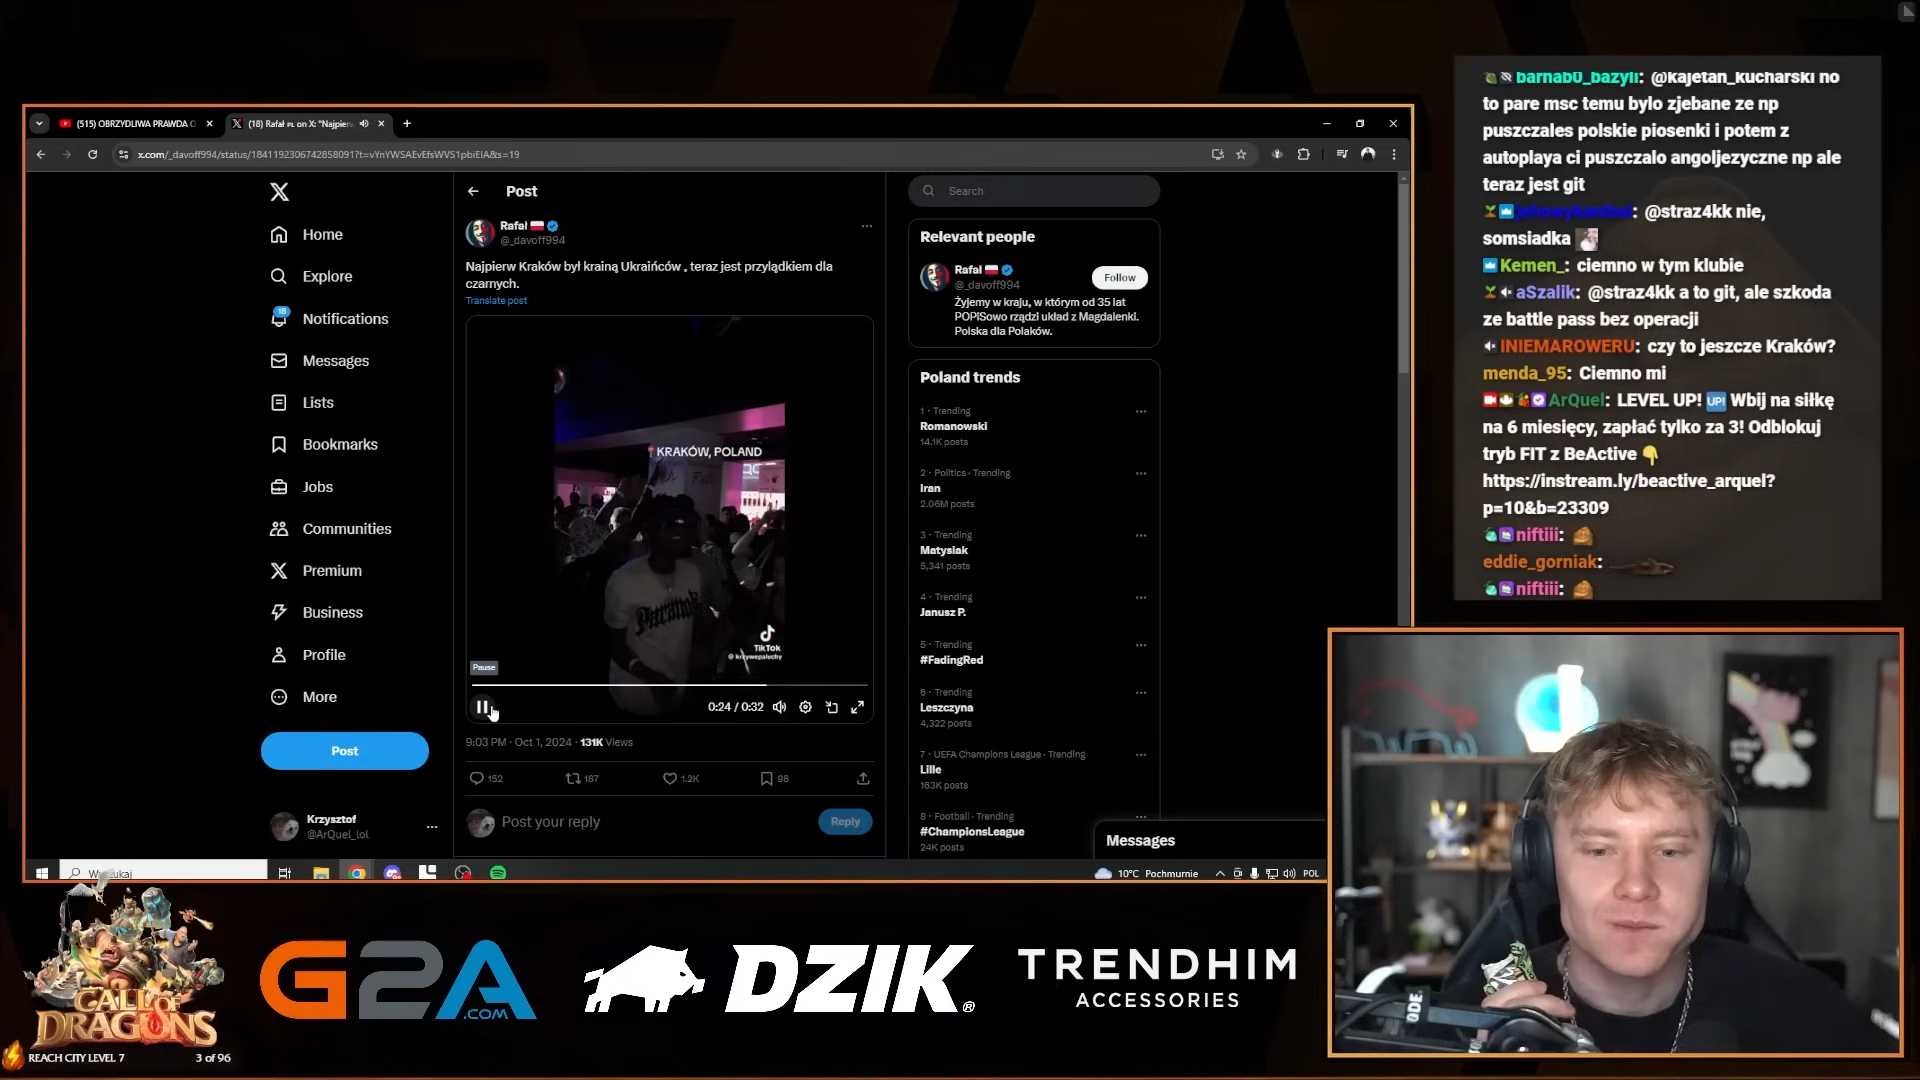 (515) OBRZYDLIWA PRAWDA O
(18) Rafał PL on X: "Najpierw
x.com/_davoff994/status/1841192306742858091?t=vYnYWSAEvEfsWVS1pbiEIA&s=19
Home
Explore
18
Notifications
Messages
Lists
Bookmarks
Jobs
Communities
Premium
Business
Profile
More
Post
Krzysztof
@ArQuel_lol
Post
Rafał
@_davoff994
Najpierw Kraków był krainą Ukraińców , teraz jest przylądkiem dla
czarnych.
Translate post
KRAKÓW, POLAND
TikTok
@krzywepaluchy
Pause
0:24 / 0:32
9:03 PM · Oct 1, 2024 · 131K Views
152
187
1.2K
98
Post your reply
Reply
Search
Relevant people
Rafał
@_davoff994
Follow
Żyjemy w kraju, w którym od 35 lat
POPiSowo rządzi układ z Magdalenki.
Polska dla Polaków.
Poland trends
1 · Trending
Romanowski
14.1K posts
2 · Politics · Trending
Iran
2.06M posts
3 · Trending
Matysiak
5,341 posts
4 · Trending
Janusz P.
5 · Trending
#FadingRed
6 · Trending
Leszczyna
4,322 posts
7 · UEFA Champions League · Trending
Lille
163K posts
8 · Football · Trending
#ChampionsLeague
24K posts
Messages
10°C Pochmurnie
POL
barnab0_bazyli: @kajetan_kucharski no
to pare msc temu bylo zjebane ze np
puszczales polskie piosenki i potem z
autoplaya ci puszczalo angoljezyczne np ale
teraz jest git
jehowykanibal: @straz4kk nie,
somsiadka
Kemen_: ciemno w tym klubie
aSzalik: @straz4kk a to git, ale szkoda
ze battle pass bez operacji
INIEMAROWERU: czy to jeszcze Kraków?
menda_95: Ciemno mi
ArQuel: LEVEL UP! UP! Wbij na siłkę
na 6 miesięcy, zapłać tylko za 3! Odblokuj
tryb FIT z BeActive
https://instream.ly/beactive_arquel?
p=10&b=23309
niftiii:
eddie_gorniak:
niftiii:
CALL OF
DRAGONS
REACH CITY LEVEL 7
3 of 96
G2A
.COM
DZIK®
TRENDHIM
ACCESSORIES